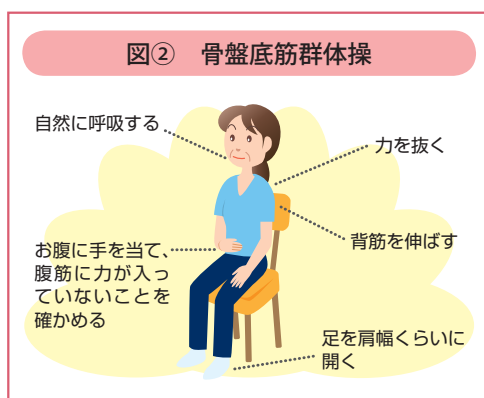 図② 骨盤底筋群体操
自然に呼吸する
力を抜く
背筋を伸ばす
お腹に手を当て、
腹筋に力が入っ
ていないことを
確かめる
足を肩幅くらいに
開く